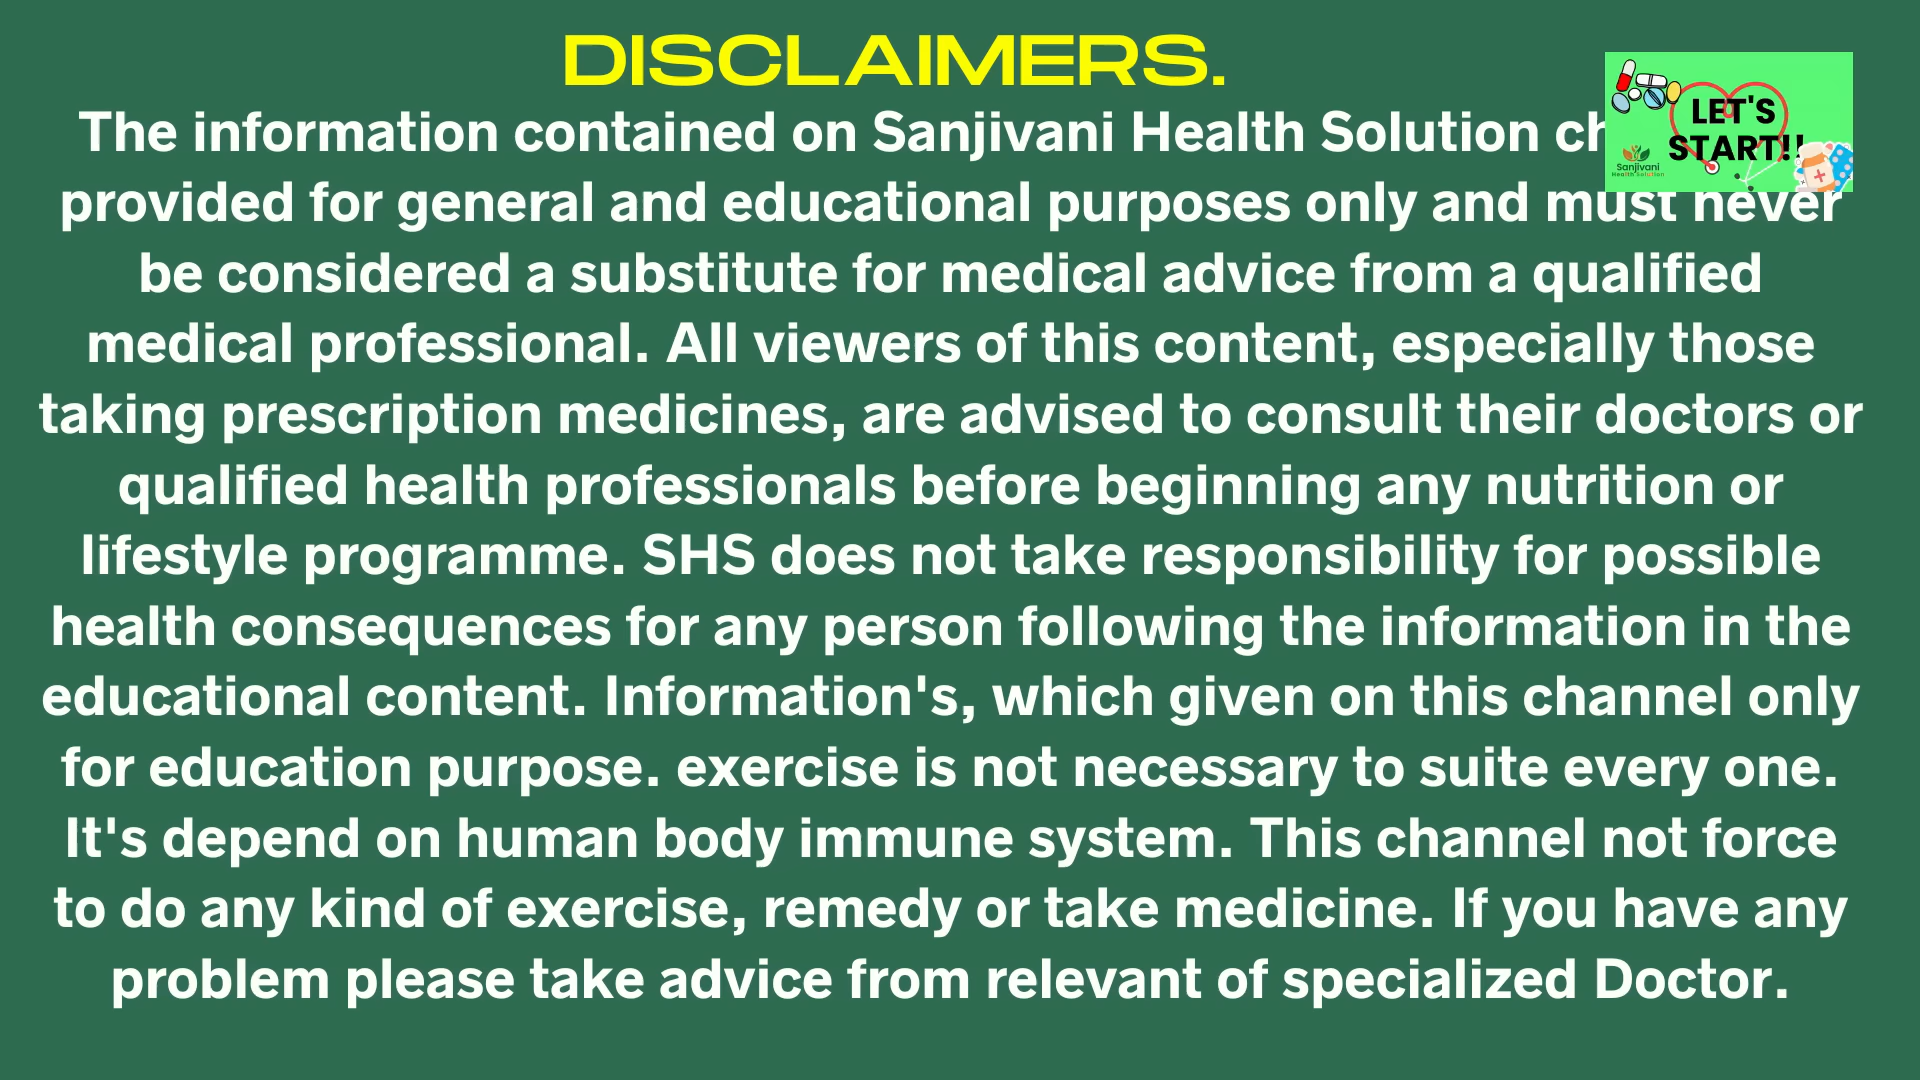 DISCLAIMERS.
The information contained on Sanjivani Health Solution
LET'S
START!!
Sanjivani
Health Solution
provided for general and educational purposes only and must never
be considered a substitute for medical advice from a qualified
medical professional. All viewers of this content, especially those
taking prescription medicines, are advised to consult their doctors or
qualified health professionals before beginning any nutrition or
lifestyle programme. SHS does not take responsibility for possible
health consequences for any person following the information in the
educational content. Information's, which given on this channel only
for education purpose. exercise is not necessary to suite every one.
It's depend on human body immune system. This channel not force
to do any kind of exercise, remedy or take medicine. If you have any
problem please take advice from relevant of specialized Doctor.